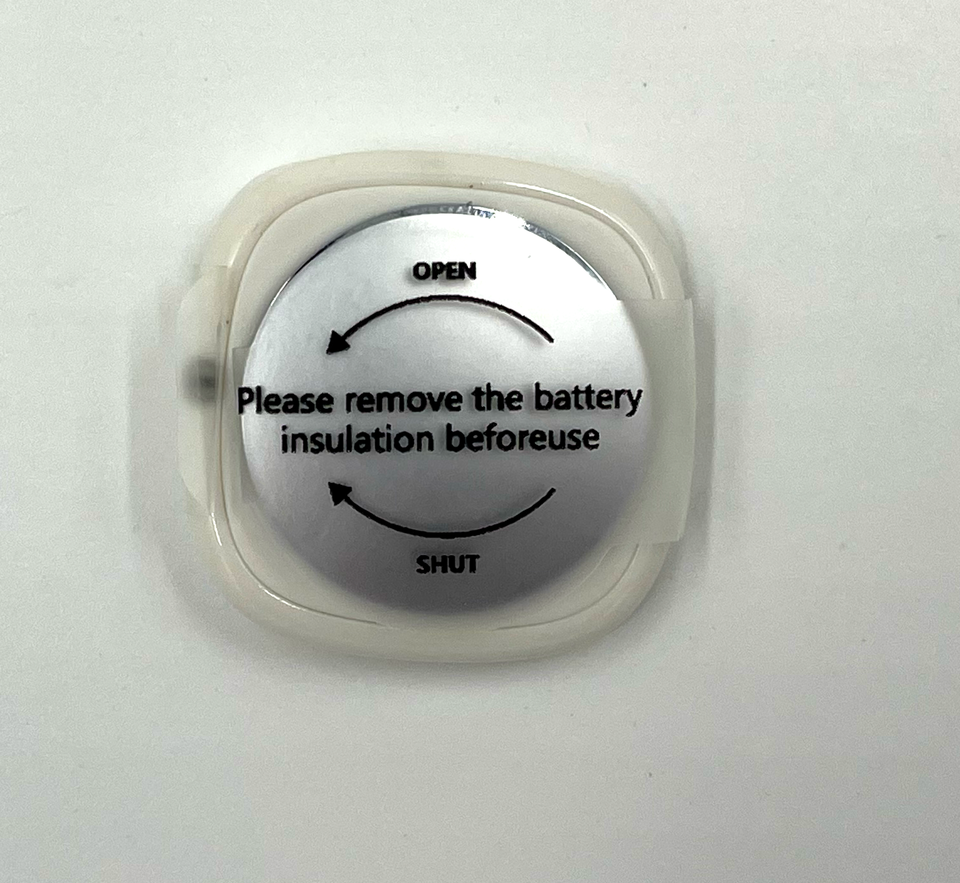 OPEN
Please remove the battery
insulation beforeuse
SHUT